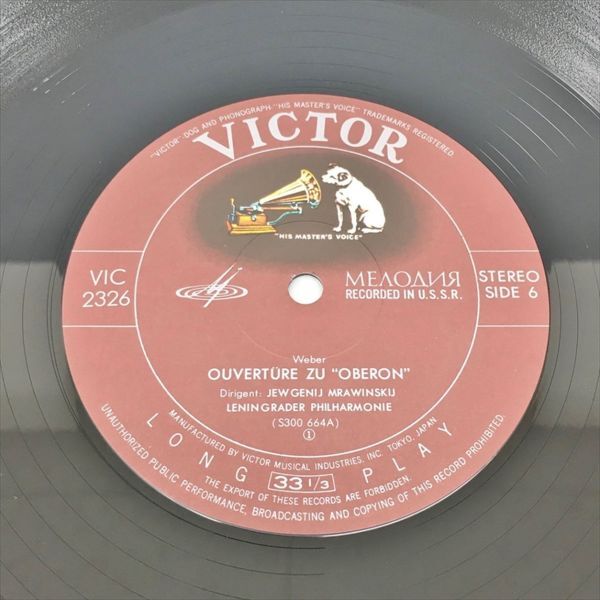 "VICTOR" DOG AND PHONOGRAPH "HIS MASTER'S VOICE" TRADEMARKS REGISTERED
VICTOR
"HIS MASTER'S VOICE"
VIC
2326
МЕЛОДИЯ
RECORDED IN U.S.S.R.
STEREO
SIDE 6
Weber
OUVERTÜRE ZU "OBERON"
Dirigent: JEWGENIJ MRAWINSKIJ
LENINGRADER PHILHARMONIE
(S300 664A)
①
MANUFACTURED BY VICTOR MUSICAL INDUSTRIES, INC. TOKYO, JAPAN
LONG 33 1/3 PLAY
THE EXPORT OF THESE RECORDS ARE FORBIDDEN.
UNAUTHORIZED PUBLIC PERFORMANCE, BROADCASTING AND COPYING OF THIS RECORD PROHIBITED.